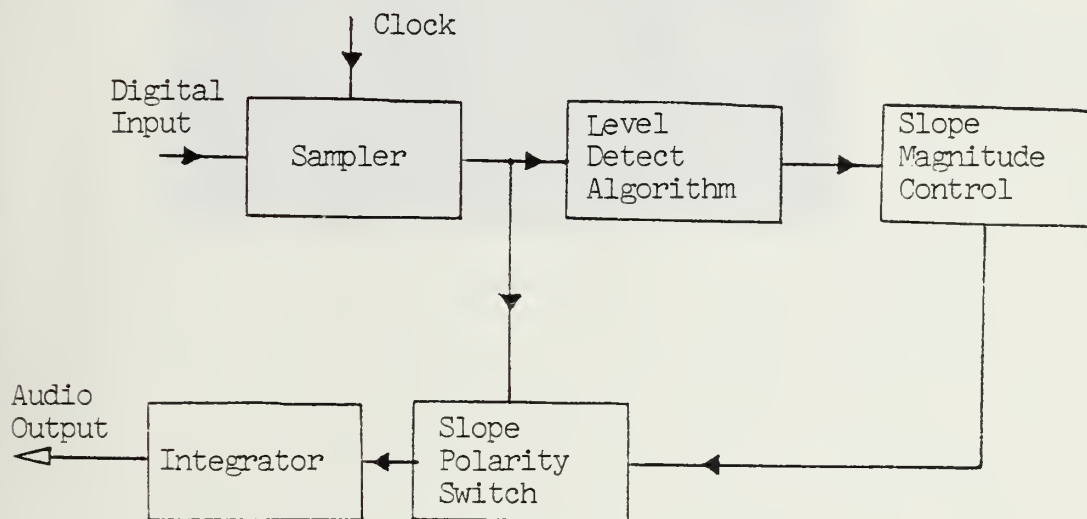 Clock
Digital
Input
Sampler
Level
Detect
Algorithm
Slope
Magnitude
Control
Audio
Output
Integrator
Slope
Polarity
Switch